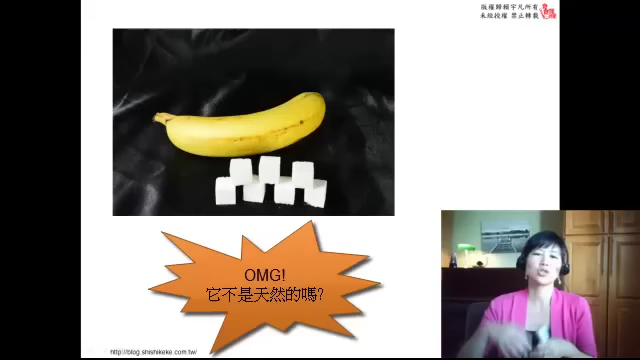 版權歸賴宇凡所有
未經授權 禁止轉載
OMG!
它不是天然的嗎?
http://blog.shishikeke.com.tw/